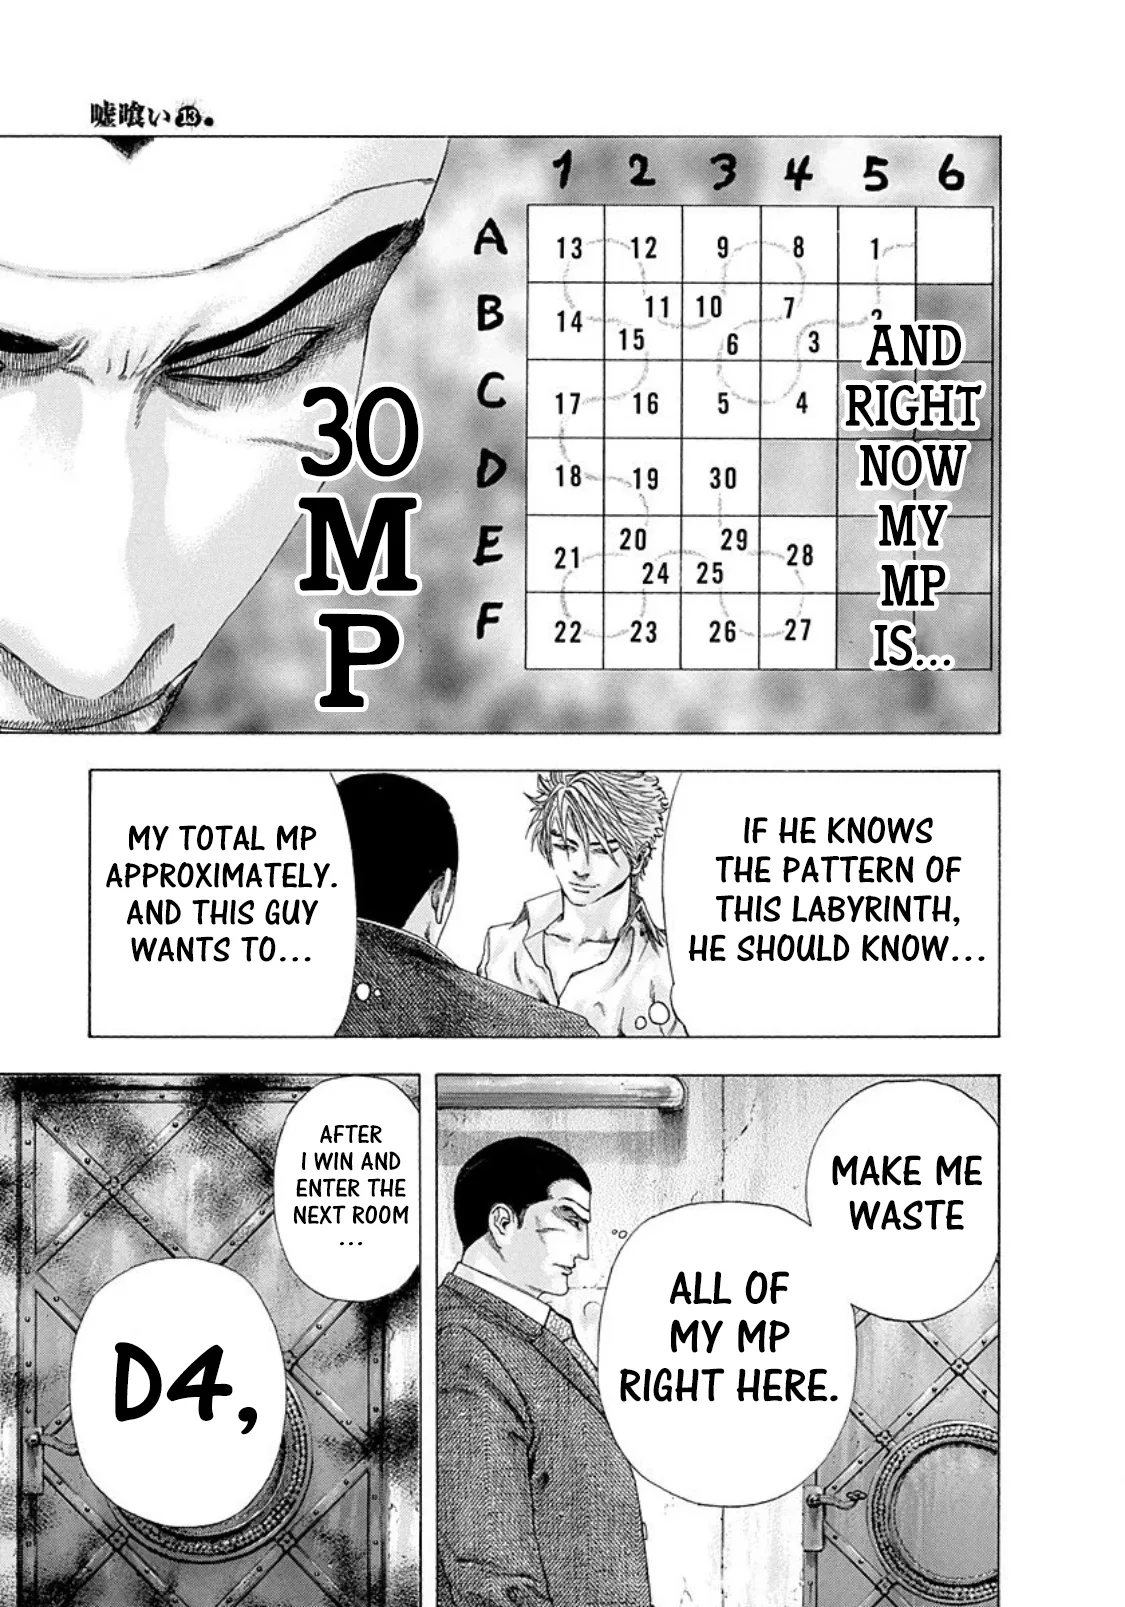 嘘喰い⓭.
1 2 3 4 5 6
A 13 12 9 8 1
B 14 11 10 7 2
15 6 3
C 17 16 5 4
D 18 19 30
E 21 20 29 28
24 25
F 22 23 26 27
AND
RIGHT
NOW
MY
MP
IS...
30
M
P
IF HE KNOWS
THE PATTERN OF
THIS LABYRINTH,
HE SHOULD KNOW...
MY TOTAL MP
APPROXIMATELY.
AND THIS GUY
WANTS TO...
MAKE ME
WASTE
ALL OF
MY MP
RIGHT HERE.
AFTER
I WIN AND
ENTER THE
NEXT ROOM
...
D4,